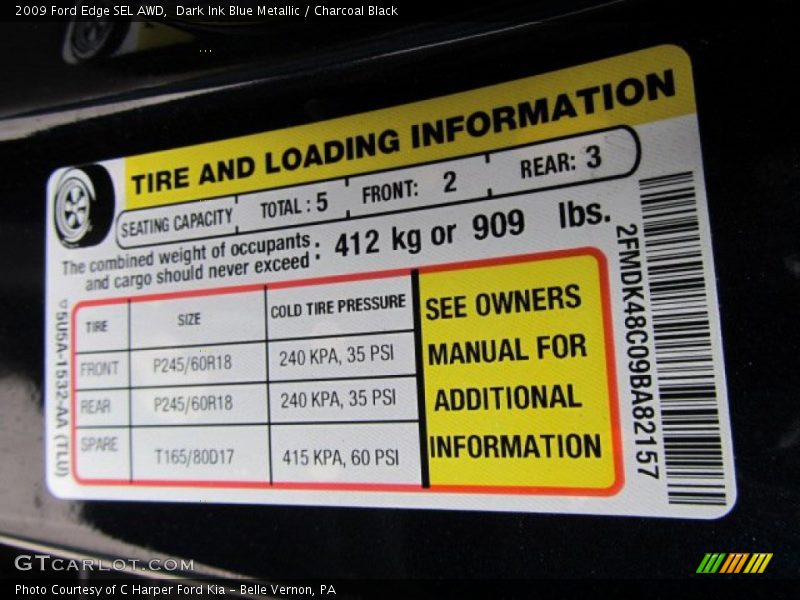 2009 Ford Edge SEL AWD,  Dark Ink Blue Metallic / Charcoal Black
TIRE AND LOADING INFORMATION
SEATING CAPACITY TOTAL : 5 FRONT: 2 REAR: 3
The combined weight of occupants and cargo should never exceed : 412 kg or 909 lbs.
TIRE SIZE COLD TIRE PRESSURE
FRONT P245/60R18 240 KPA, 35 PSI
REAR P245/60R18 240 KPA, 35 PSI
SPARE T165/80D17 415 KPA, 60 PSI
SEE OWNERS
MANUAL FOR
ADDITIONAL
INFORMATION
5U5A-1532-AA (TLU)
2FMDK48C09BA82157
GTCARLOT.COM
Photo Courtesy of C Harper Ford Kia - Belle Vernon, PA